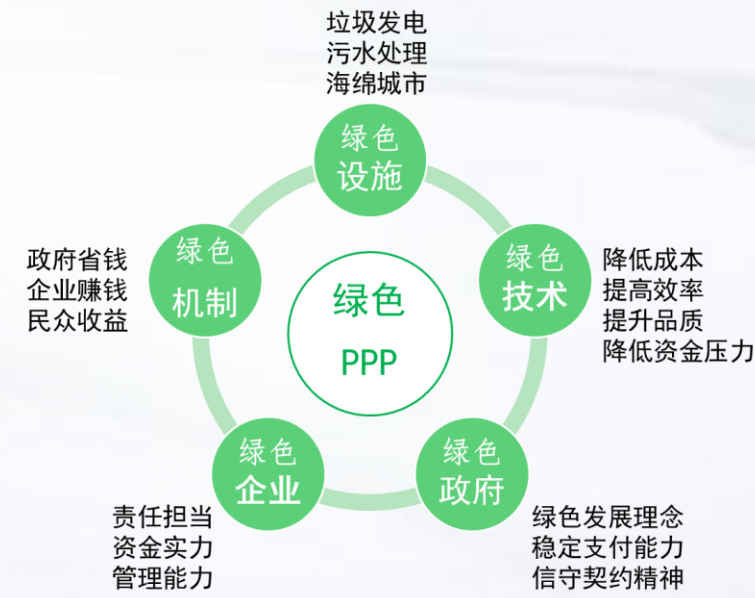 垃圾发电
污水处理
海绵城市
绿色
设施
政府省钱
企业赚钱
民众收益
绿色
机制
绿色
PPP
绿色
技术
降低成本
提高效率
提升品质
降低资金压力
绿色
企业
责任担当
资金实力
管理能力
绿色
政府
绿色发展理念
稳定支付能力
信守契约精神